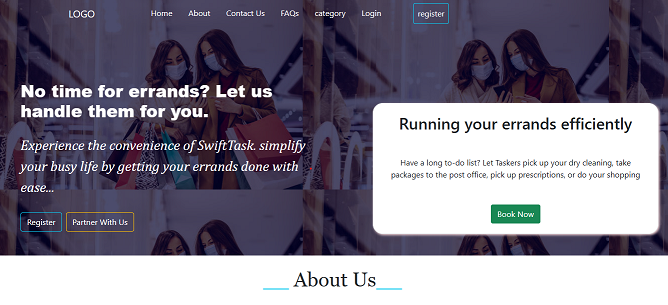 LOGO Home About Contact Us FAQs category Login register
No time for errands? Let us
handle them for you.
Experience the convenience of SwiftTask. simplify
your busy life by getting your errands done with
ease...
Register Partner With Us
Running your errands efficiently
Have a long to-do list? Let Taskers pick up your dry cleaning, take
packages to the post office, pick up prescriptions, or do your shopping
Book Now
About Us